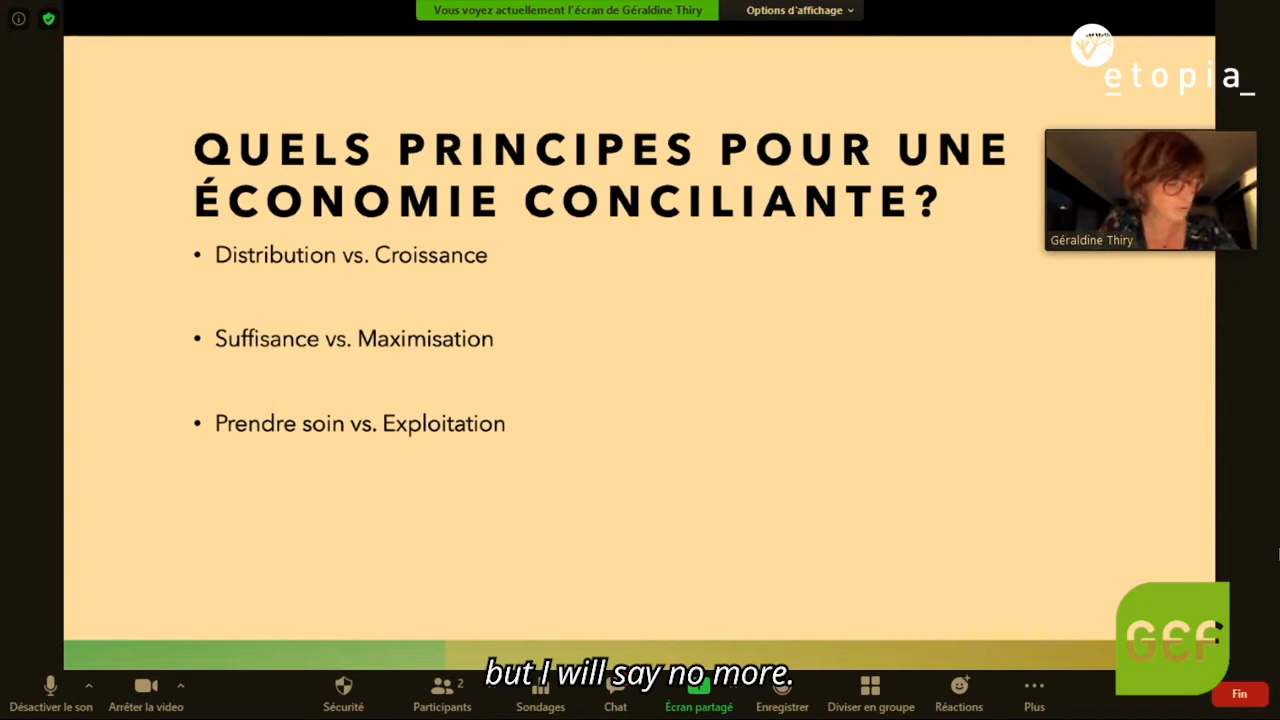 Vous voyez actuellement l'écran de Géraldine Thiry
Options d'affichage
etopia_
QUELS PRINCIPES POUR UNE
ÉCONOMIE CONCILIANTE?
Géraldine Thiry
• Distribution vs. Croissance
• Suffisance vs. Maximisation
• Prendre soin vs. Exploitation
GEF
but I will say no more.
2
Désactiver le son
Arrêter la video
Sécurité
Participants
Sondages
Chat
Écran partagé
Enregistrer
Diviser en groupe
Réactions
Plus
Fin